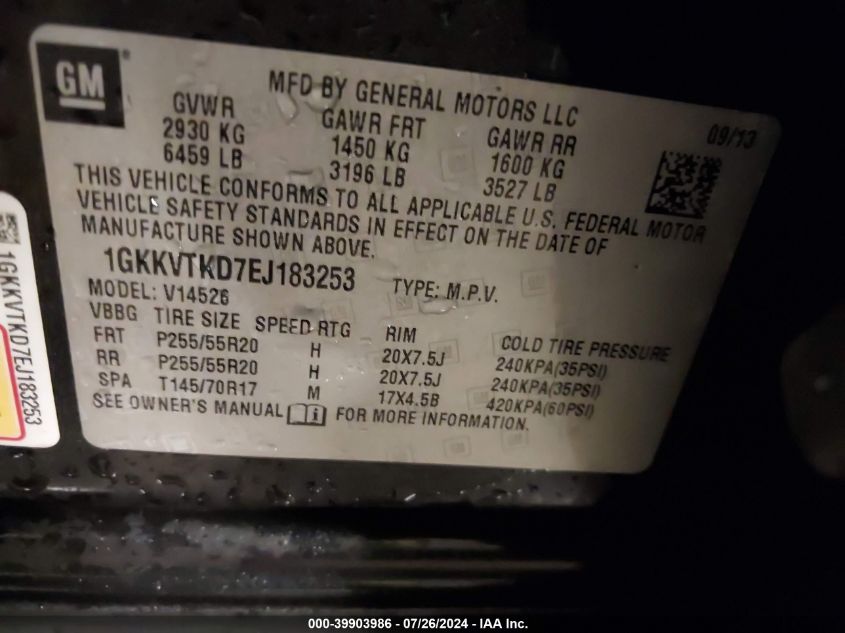 GM
MFD BY GENERAL MOTORS LLC
GVWR GAWR FRT GAWR RR 09/13
2930 KG 1450 KG 1600 KG
6459 LB 3196 LB 3527 LB
THIS VEHICLE CONFORMS TO ALL APPLICABLE U.S. FEDERAL MOTOR
VEHICLE SAFETY STANDARDS IN EFFECT ON THE DATE OF
MANUFACTURE SHOWN ABOVE.
1GKKVTKD7EJ183253 TYPE: M.P.V.
MODEL: V14526
VBBG TIRE SIZE SPEED RTG RIM COLD TIRE PRESSURE
FRT P255/55R20 H 20X7.5J 240KPA(35PSI)
RR P255/55R20 H 20X7.5J 240KPA(35PSI)
SPA T145/70R17 M 17X4.5B 420KPA(60PSI)
SEE OWNER'S MANUAL FOR MORE INFORMATION.
1GKKVTKD7EJ183253
000-39903986 - 07/26/2024 - IAA Inc.